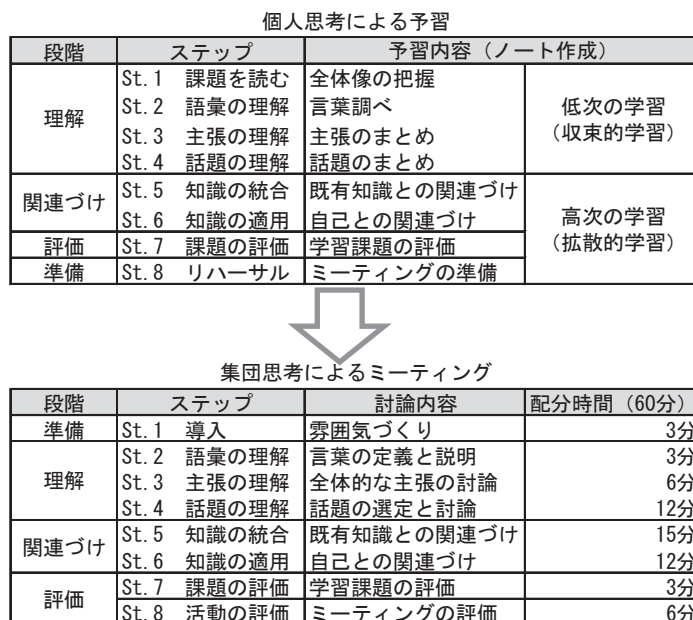 個人思考による予習
段階 ステップ 予習内容（ノート作成）
理解
St.1 課題を読む 全体像の把握
St.2 語彙の理解 言葉調べ
St.3 主張の理解 主張のまとめ
St.4 話題の理解 話題のまとめ
低次の学習
（収束的学習）
関連づけ
St.5 知識の統合 既有知識との関連づけ
St.6 知識の適用 自己との関連づけ
評価 St.7 課題の評価 学習課題の評価
準備 St.8 リハーサル ミーティングの準備
高次の学習
（拡散的学習）
集団思考によるミーティング
段階 ステップ 討論内容 配分時間（60分）
準備 St.1 導入 雰囲気づくり 3分
理解
St.2 語彙の理解 言葉の定義と説明 3分
St.3 主張の理解 全体的な主張の討論 6分
St.4 話題の理解 話題の選定と討論 12分
関連づけ
St.5 知識の統合 既有知識との関連づけ 15分
St.6 知識の適用 自己との関連づけ 12分
評価
St.7 課題の評価 学習課題の評価 3分
St.8 活動の評価 ミーティングの評価 6分